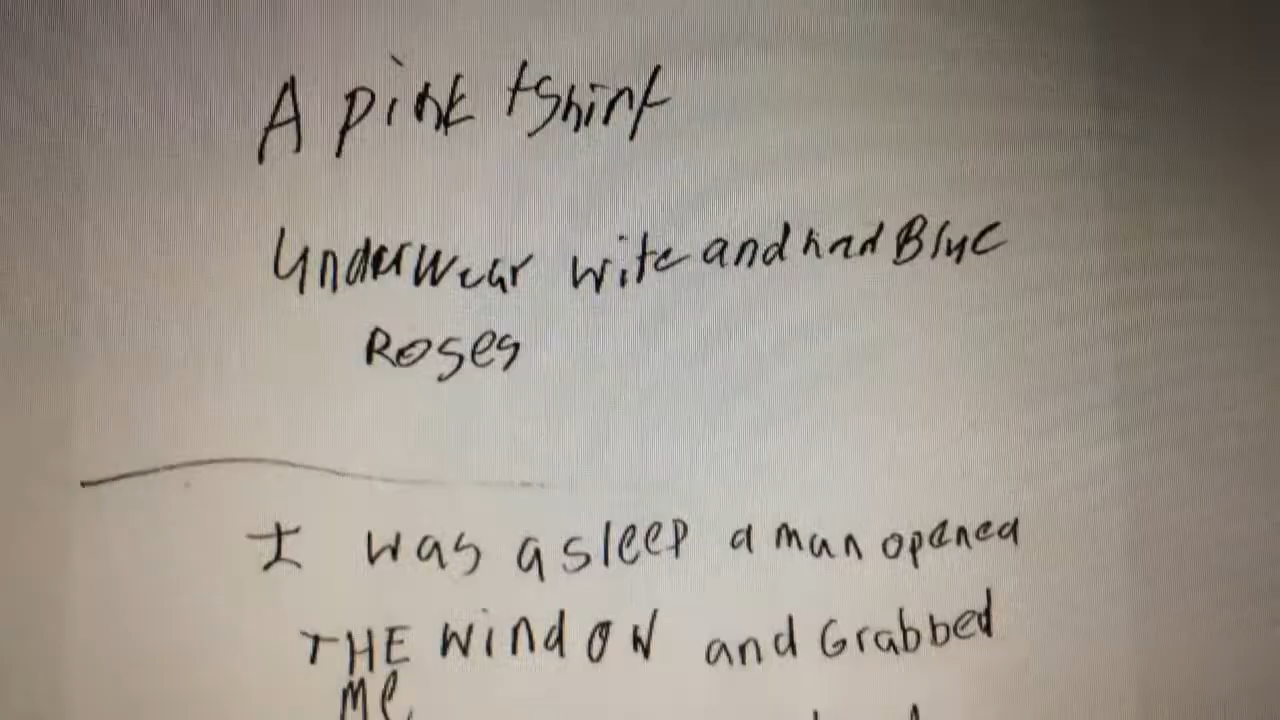 A pink tshirt
Underwear wite and had Blue
Roses
I was asleep a man opened
THE window and Grabbed
Me